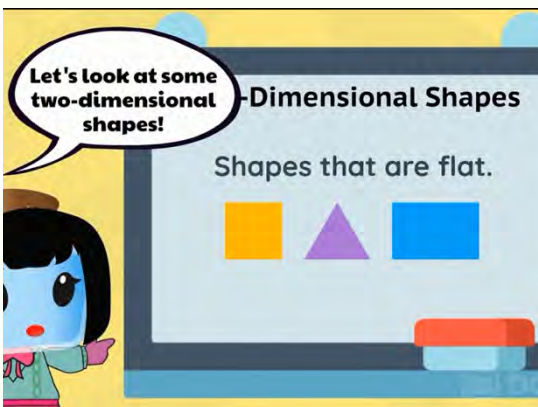 Let's look at some
two-dimensional
shapes!
-Dimensional Shapes
Shapes that are flat.